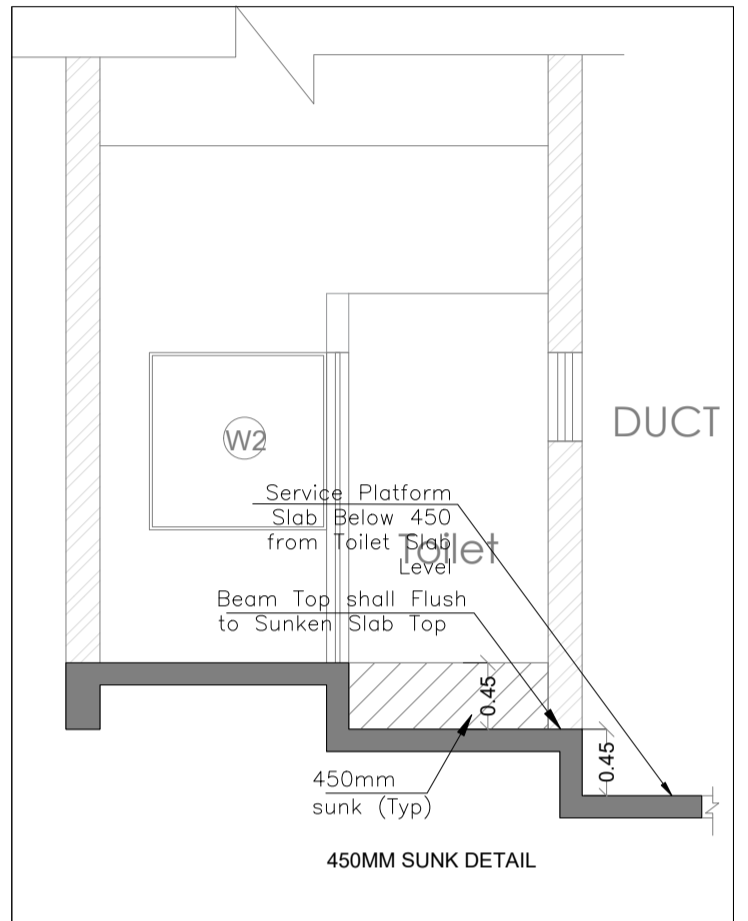 DUCT
W2
Service Platform
Slab Below 450
from Toilet Slab
Level
Toilet
Beam Top shall Flush
to Sunken Slab Top
0.45
0.45
450mm
sunk (Typ)
450MM SUNK DETAIL